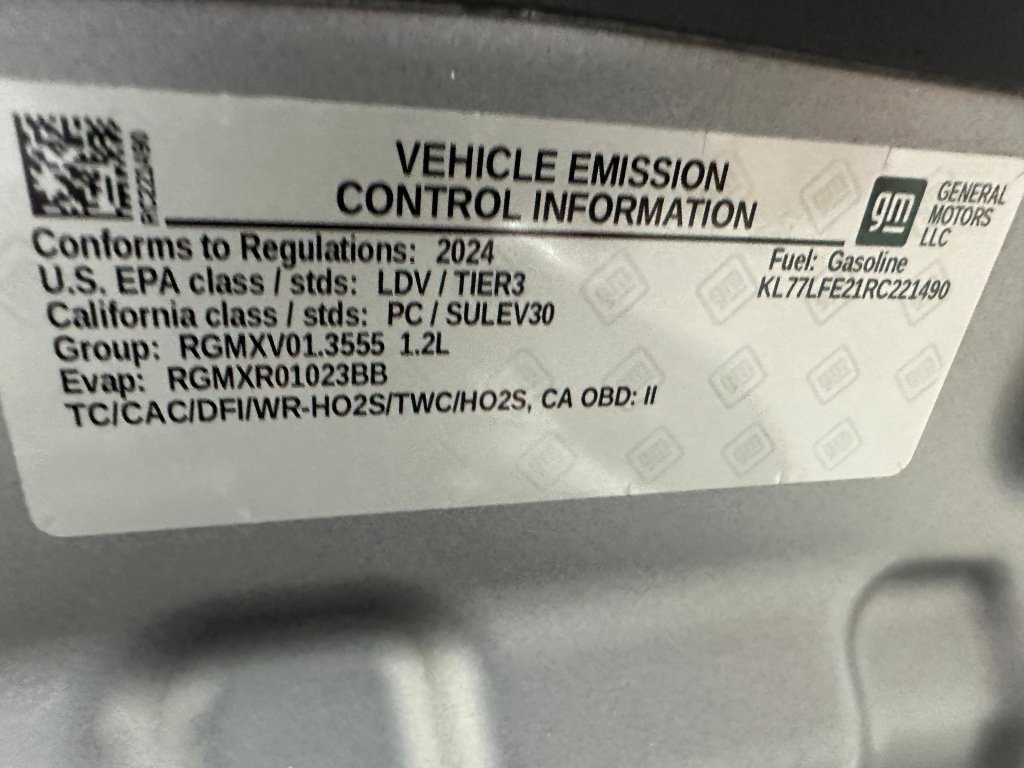 VEHICLE EMISSION
CONTROL INFORMATION
gm
GENERAL
MOTORS
LLC
RC221490
Conforms to Regulations: 2024
U.S. EPA class / stds: LDV / TIER3
California class / stds: PC / SULEV30
Group: RGMXV01.3555 1.2L
Evap: RGMXR01023BB
TC/CAC/DFI/WR-HO2S/TWC/HO2S, CA OBD: II
Fuel: Gasoline
KL77LFE21RC221490